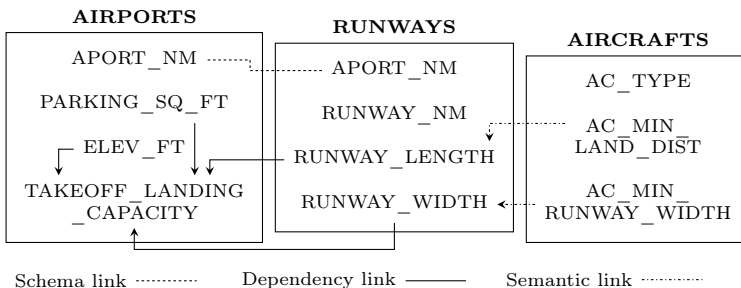 AIRPORTS
APORT_NM
PARKING_SQ_FT
ELEV_FT
TAKEOFF_LANDING
_CAPACITY
RUNWAYS
APORT_NM
RUNWAY_NM
RUNWAY_LENGTH
RUNWAY_WIDTH
AIRCRAFTS
AC_TYPE
AC_MIN_
LAND_DIST
AC_MIN_
RUNWAY_WIDTH
Schema link
Dependency link
Semantic link